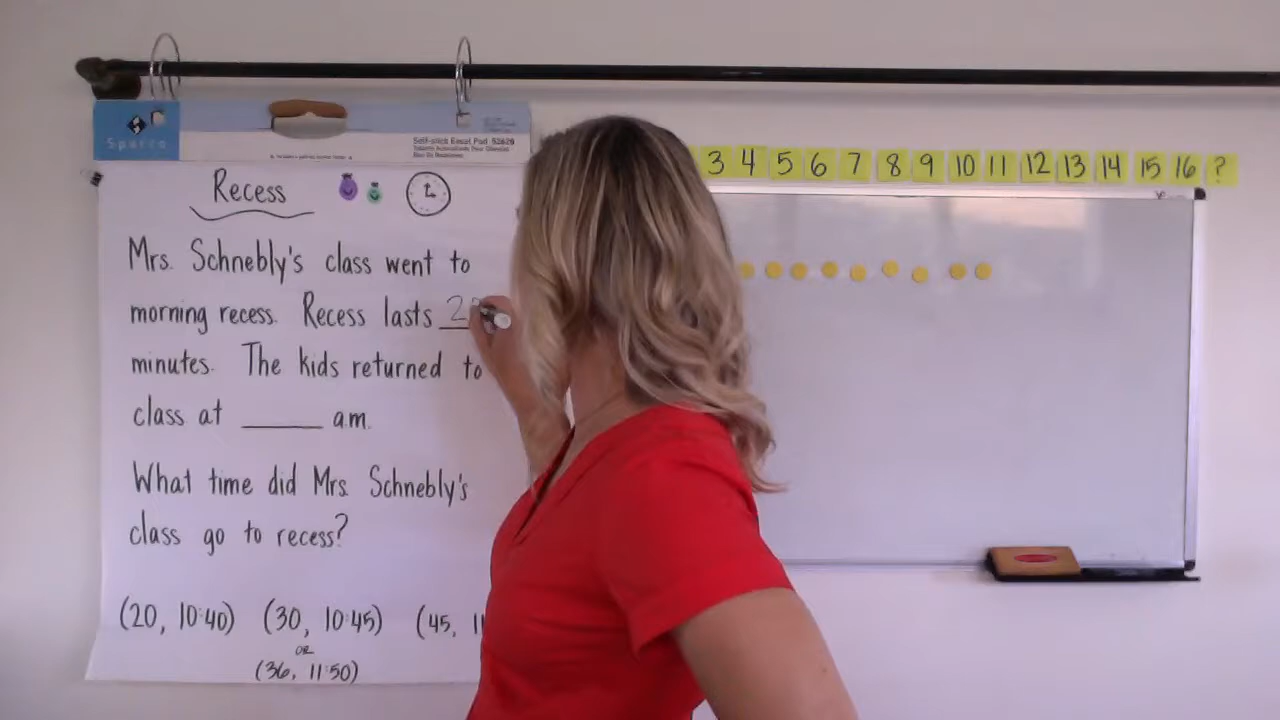 Spurco
Self-stick Easel Pad 52820
Recess
Mrs. Schnebly's class went to
morning recess. Recess lasts 2
minutes. The kids returned to
class at ______ a.m.
What time did Mrs. Schnebly's
class go to recess?
(20, 10:40) (30, 10:45) (45, 11
OR
(36, 11:50)
3 4 5 6 7 8 9 10 11 12 13 14 15 16 ?